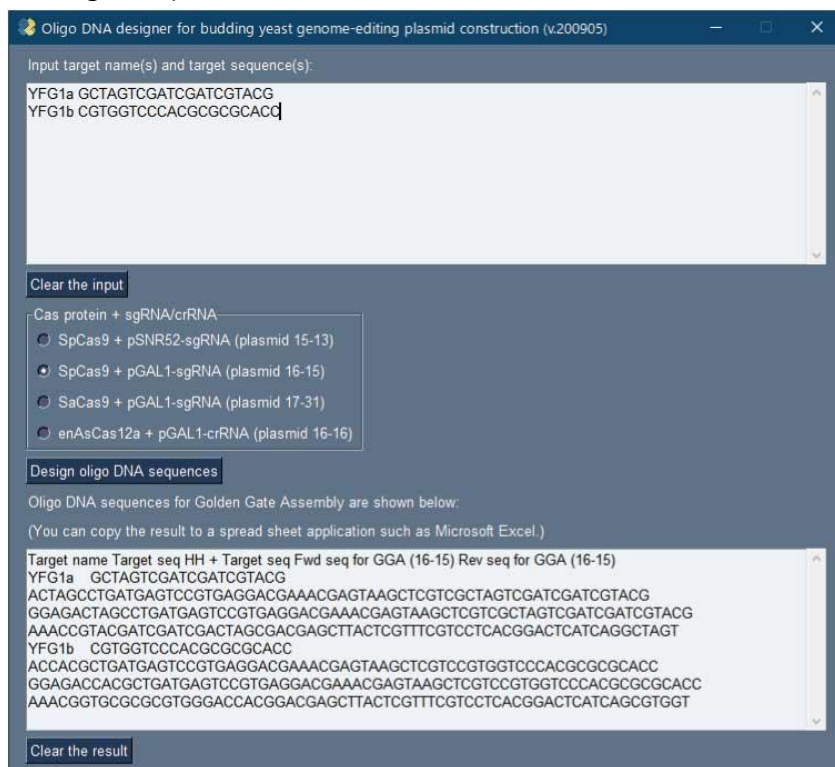 Oligo DNA designer for budding yeast genome-editing plasmid construction (v.200905)
Input target name(s) and target sequence(s):
YFG1a GCTAGTCGATCGATCGTACG
YFG1b CGTGGTCCCACGCGCGCACC
Clear the input
Cas protein + sgRNA/crRNA
SpCas9 + pSNR52-sgRNA (plasmid 15-13)
SpCas9 + pGAL1-sgRNA (plasmid 16-15)
SaCas9 + pGAL1-sgRNA (plasmid 17-31)
enAsCas12a + pGAL1-crRNA (plasmid 16-16)
Design oligo DNA sequences
Oligo DNA sequences for Golden Gate Assembly are shown below:
(You can copy the result to a spread sheet application such as Microsoft Excel.)
Target name Target seq HH + Target seq Fwd seq for GGA (16-15) Rev seq for GGA (16-15)
YFG1a GCTAGTCGATCGATCGTACG
ACTAGCCTGATGAGTCCGTGAGGACGAAACGAGTAAGCTCGTCGCTAGTCGATCGATCGTACG
GGAGACTAGCCTGATGAGTCCGTGAGGACGAAACGAGTAAGCTCGTCGCTAGTCGATCGATCGTACG
AAACCGTACGATCGATCGACTAGCGACGAGCTTACTCGTTTCGTCCTCACGGACTCATCAGGCTAGT
YFG1b CGTGGTCCCACGCGCGCACC
ACCACGCTGATGAGTCCGTGAGGACGAAACGAGTAAGCTCGTCCGTGGTCCCACGCGCGCACC
GGAGACCACGCTGATGAGTCCGTGAGGACGAAACGAGTAAGCTCGTCCGTGGTCCCACGCGCGCACC
AAACGGTGCGCGCGTGGGACCACGGACGAGCTTACTCGTTTCGTCCTCACGGACTCATCAGCGTGGT
Clear the result